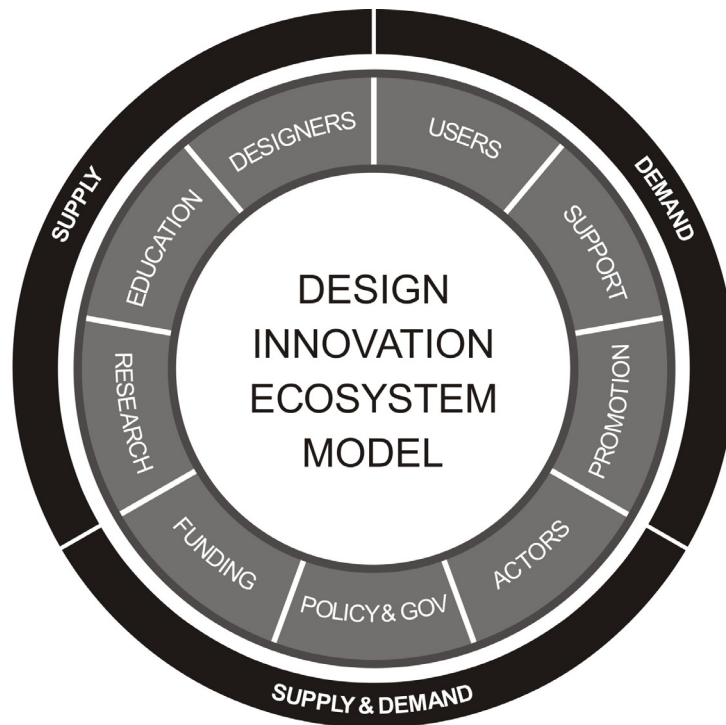 DESIGN
INNOVATION
ECOSYSTEM
MODEL
SUPPLY
DEMAND
SUPPLY & DEMAND
DESIGNERS
USERS
SUPPORT
PROMOTION
ACTORS
POLICY & GOV
FUNDING
RESEARCH
EDUCATION